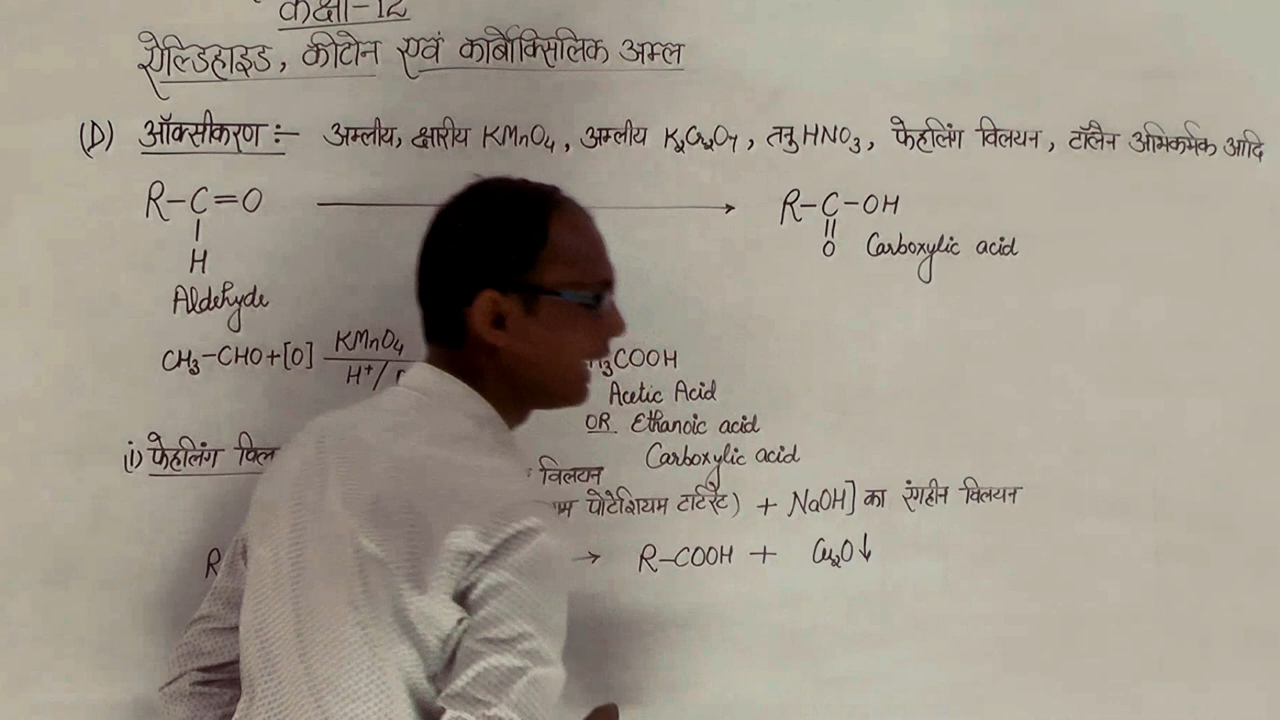 कक्षा-12
ऐल्डिहाइड, कीटोन एवं कार्बोक्सिलिक अम्ल
(D) ऑक्सीकरण :- अम्लीय, क्षारीय KMnO4, अम्लीय K2Cr2O7, तनु HNO3, फेहलिंग विलयन, टॉलेन अभिकर्मक आदि
R-C=O → R-C-OH
| ||
H O Carboxylic acid
Aldehyde
CH3-CHO+[O] KMnO4 COOH
H+/
Acetic Acid
OR Ethanoic acid
(i) फेहलिंग Carboxylic acid
विलयन
पोटेशियम टार्टरेट) + NaOH] का रंगहीन विलयन
R → R-COOH + Cu2O↓